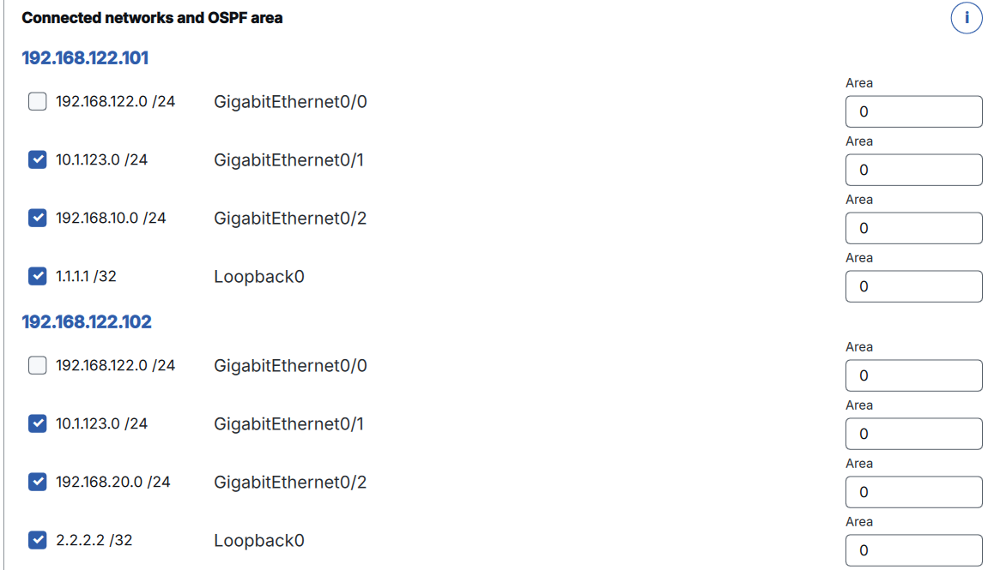 Connected networks and OSPF area
i
192.168.122.101
Area
192.168.122.0 /24 GigabitEthernet0/0 0
Area
10.1.123.0 /24 GigabitEthernet0/1 0
Area
192.168.10.0 /24 GigabitEthernet0/2 0
Area
1.1.1.1 /32 Loopback0 0
192.168.122.102
Area
192.168.122.0 /24 GigabitEthernet0/0 0
Area
10.1.123.0 /24 GigabitEthernet0/1 0
Area
192.168.20.0 /24 GigabitEthernet0/2 0
Area
2.2.2.2 /32 Loopback0 0